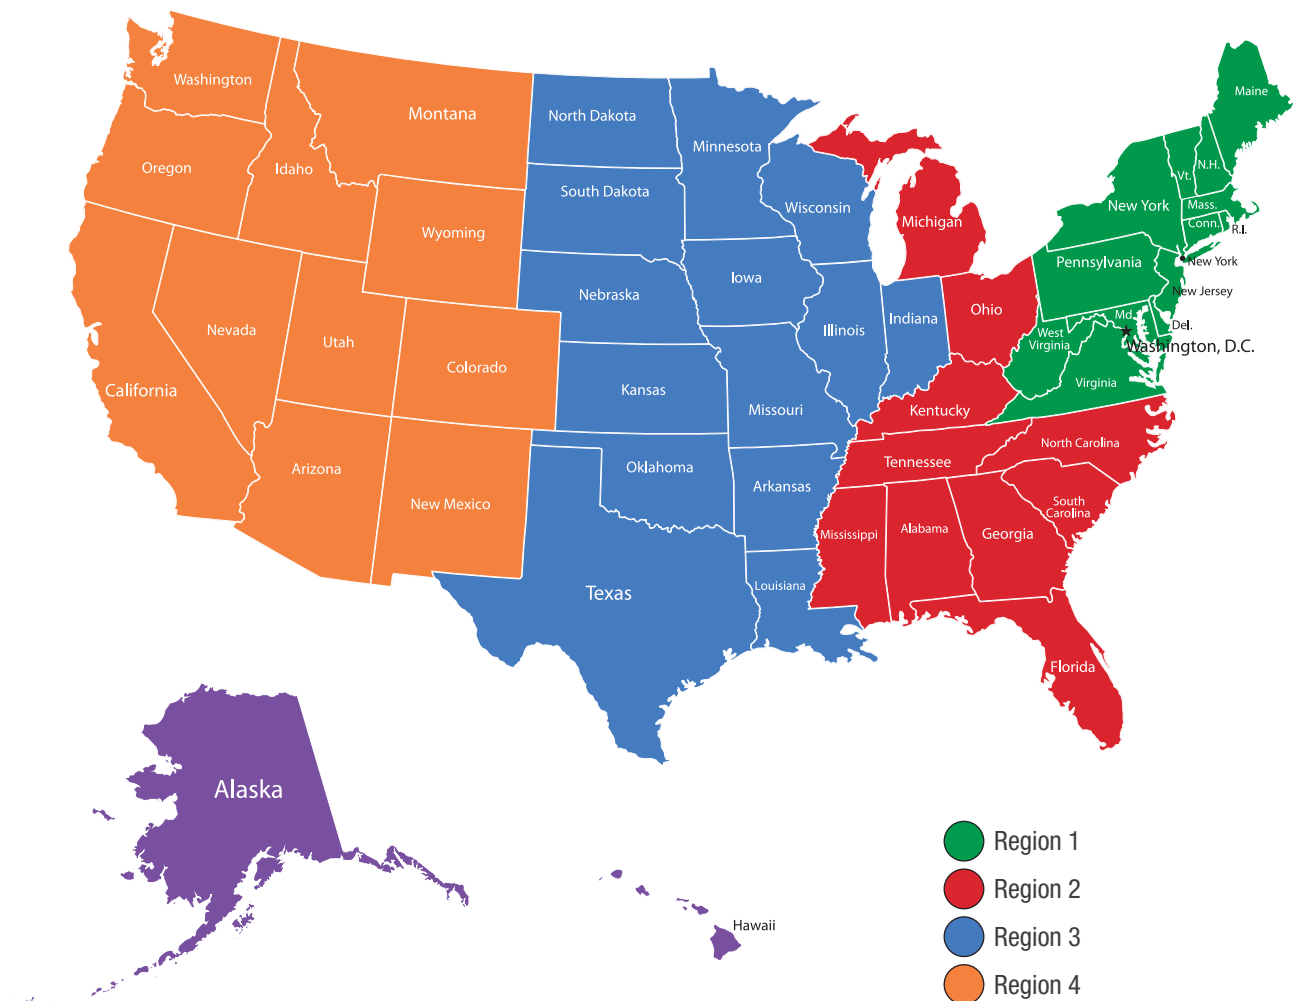 Washington
Montana
North Dakota
Minnesota
Maine
Oregon
Idaho
South Dakota
Wisconsin
Michigan
Vt.
N.H.
New York
Mass.
Conn.
R.I.
Wyoming
Iowa
Nebraska
Pennsylvania
New York
New Jersey
Nevada
Utah
Colorado
Illinois
Indiana
Ohio
West
Virginia
Md.
Del.
Washington, D.C.
California
Kansas
Missouri
Kentucky
Virginia
Arizona
New Mexico
Oklahoma
Arkansas
Tennessee
North Carolina
South
Carolina
Mississippi
Alabama
Georgia
Texas
Louisiana
Florida
Alaska
Hawaii
Region 1
Region 2
Region 3
Region 4